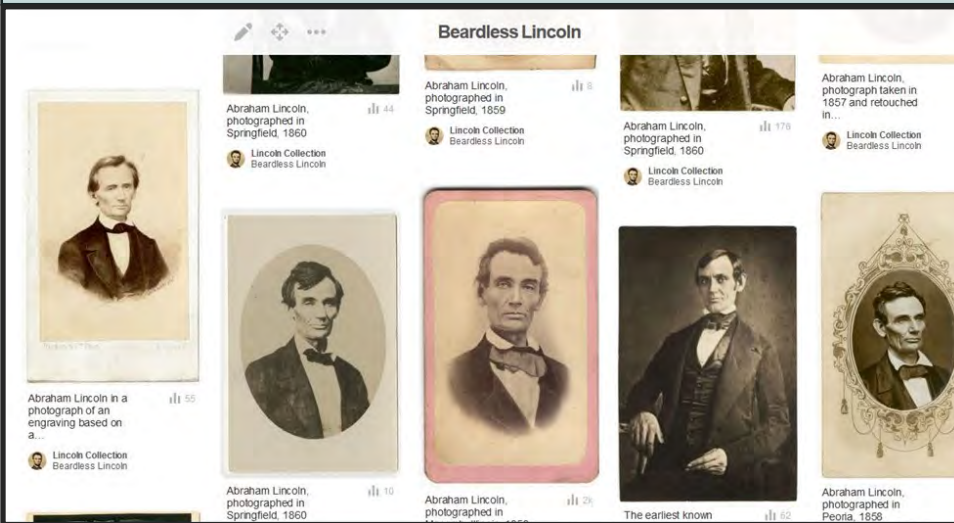 Beardless Lincoln
Abraham Lincoln in a
photograph of an
engraving based on
a...
55
Lincoln Collection
Beardless Lincoln
Abraham Lincoln,
photographed in
Springfield, 1860
44
Lincoln Collection
Beardless Lincoln
Abraham Lincoln,
photographed in
Springfield, 1860
10
Abraham Lincoln,
photographed in
Springfield, 1859
Lincoln Collection
Beardless Lincoln
Abraham Lincoln,
photographed in
Abraham Lincoln,
photographed in
Springfield, 1860
176
Lincoln Collection
Beardless Lincoln
The earliest known
62
Abraham Lincoln,
photograph taken in
1857 and retouched
in...
Lincoln Collection
Beardless Lincoln
Abraham Lincoln,
photographed in
Peoria, 1858